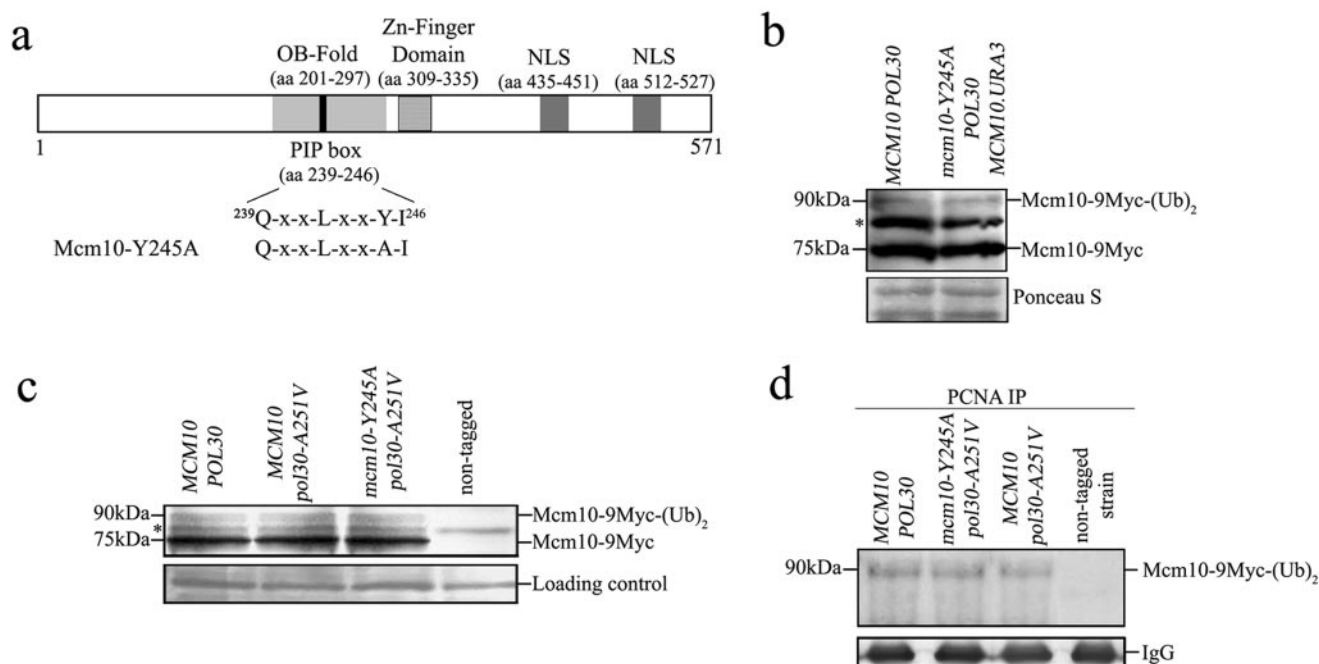 a
OB-Fold
(aa 201-297)
Zn-Finger
Domain
(aa 309-335)
NLS
(aa 435-451)
NLS
(aa 512-527)
1
571
PIP box
(aa 239-246)
²³⁹Q-x-x-L-x-x-Y-I²⁴⁶
Mcm10-Y245A Q-x-x-L-x-x-A-I
b
MCM10 POL30
mcm10-Y245A
POL30
MCM10.URA3
90kDa
Mcm10-9Myc-(Ub)₂
*
75kDa
Mcm10-9Myc
Ponceau S
c
MCM10
POL30
MCM10
pol30-A251V
mcm10-Y245A
pol30-A251V
non-tagged
90kDa
Mcm10-9Myc-(Ub)₂
*
75kDa
Mcm10-9Myc
Loading control
d
PCNA IP
MCM10
POL30
mcm10-Y245A
pol30-A251V
MCM10
pol30-A251V
non-tagged
strain
90kDa
Mcm10-9Myc-(Ub)₂
IgG